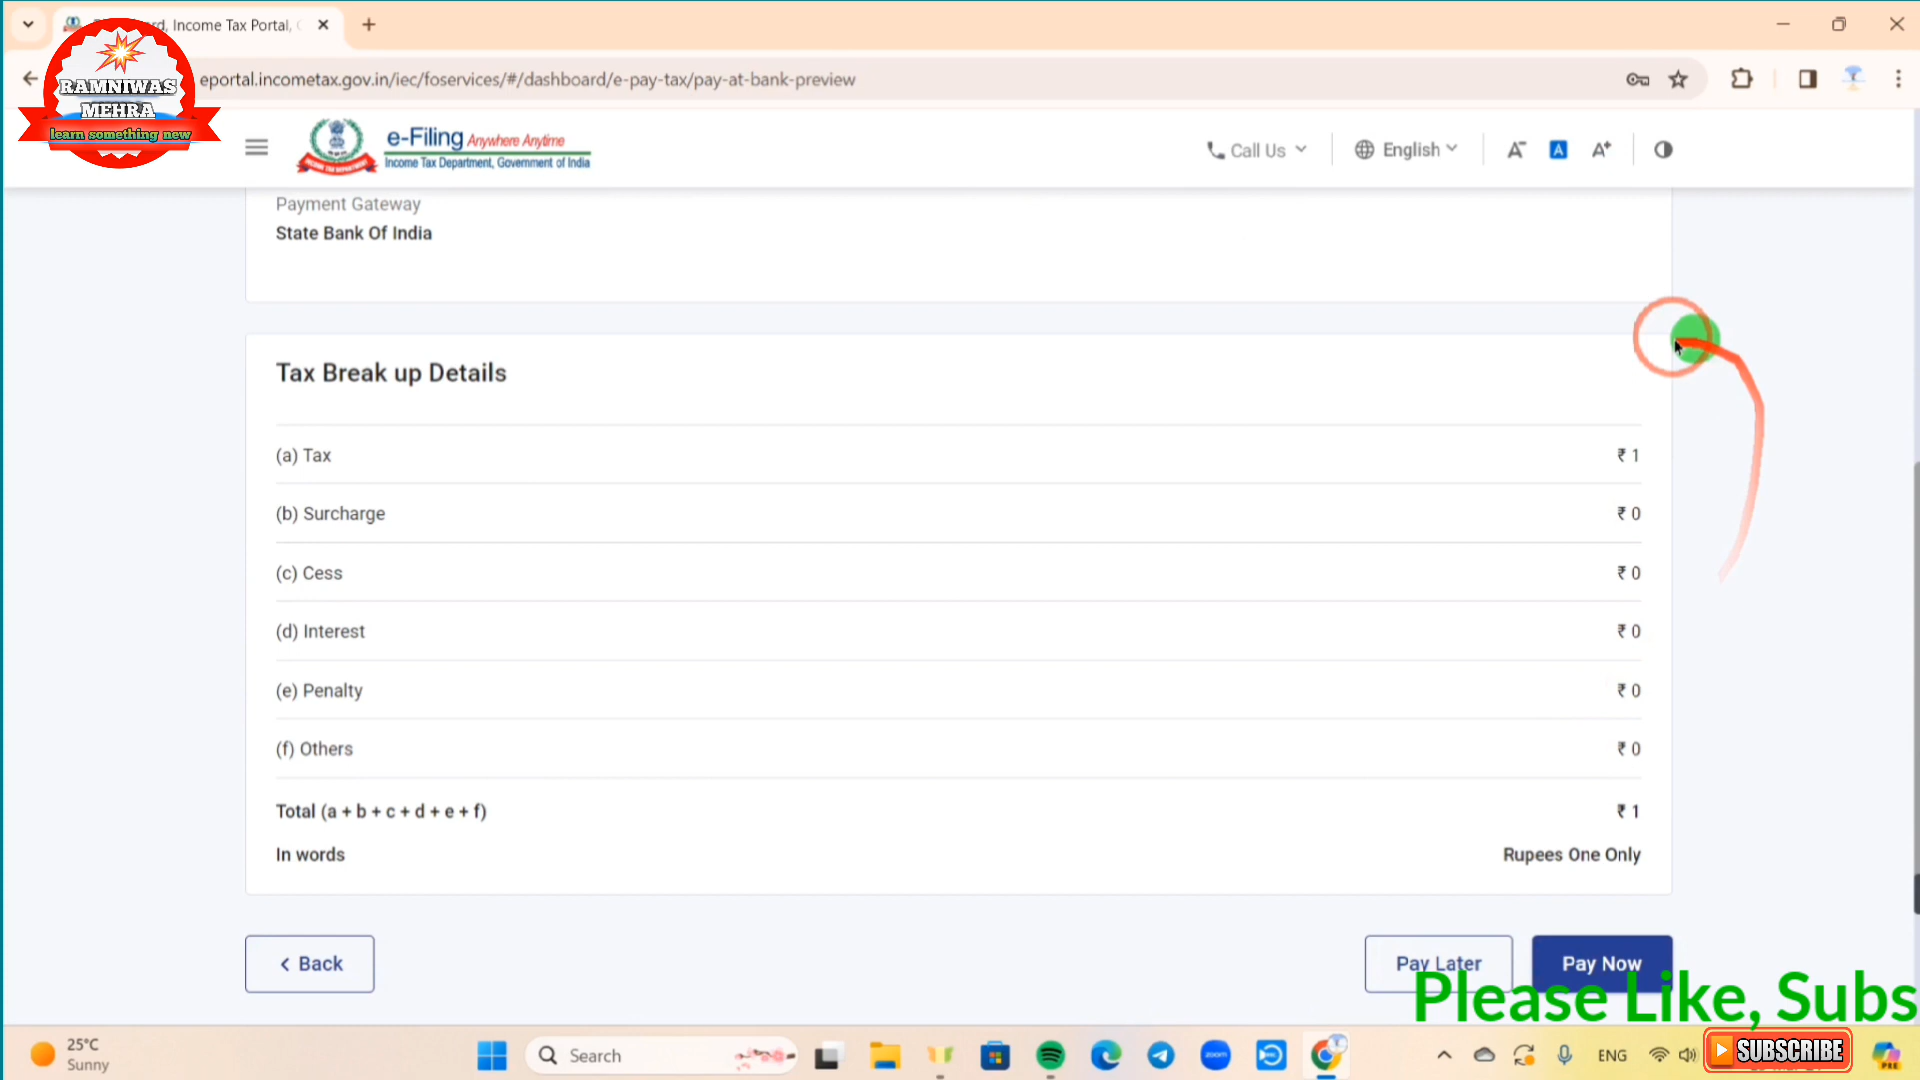 rd, Income Tax Portal,
RAMNIWAS
MEHRA
learn something new
eportal.incometax.gov.in/iec/foservices/#/dashboard/e-pay-tax/pay-at-bank-preview
e-Filing Anywhere Anytime
Income Tax Department, Government of India
Call Us
English
A- A A+
Payment Gateway
State Bank Of India
Tax Break up Details
(a) Tax ₹ 1
(b) Surcharge ₹ 0
(c) Cess ₹ 0
(d) Interest ₹ 0
(e) Penalty ₹ 0
(f) Others ₹ 0
Total (a + b + c + d + e + f) ₹ 1
In words Rupees One Only
< Back
Pay Later
Pay Now
Please Like, Subs
25°C
Sunny
Search
zoom
ENG
SUBSCRIBE
PRE